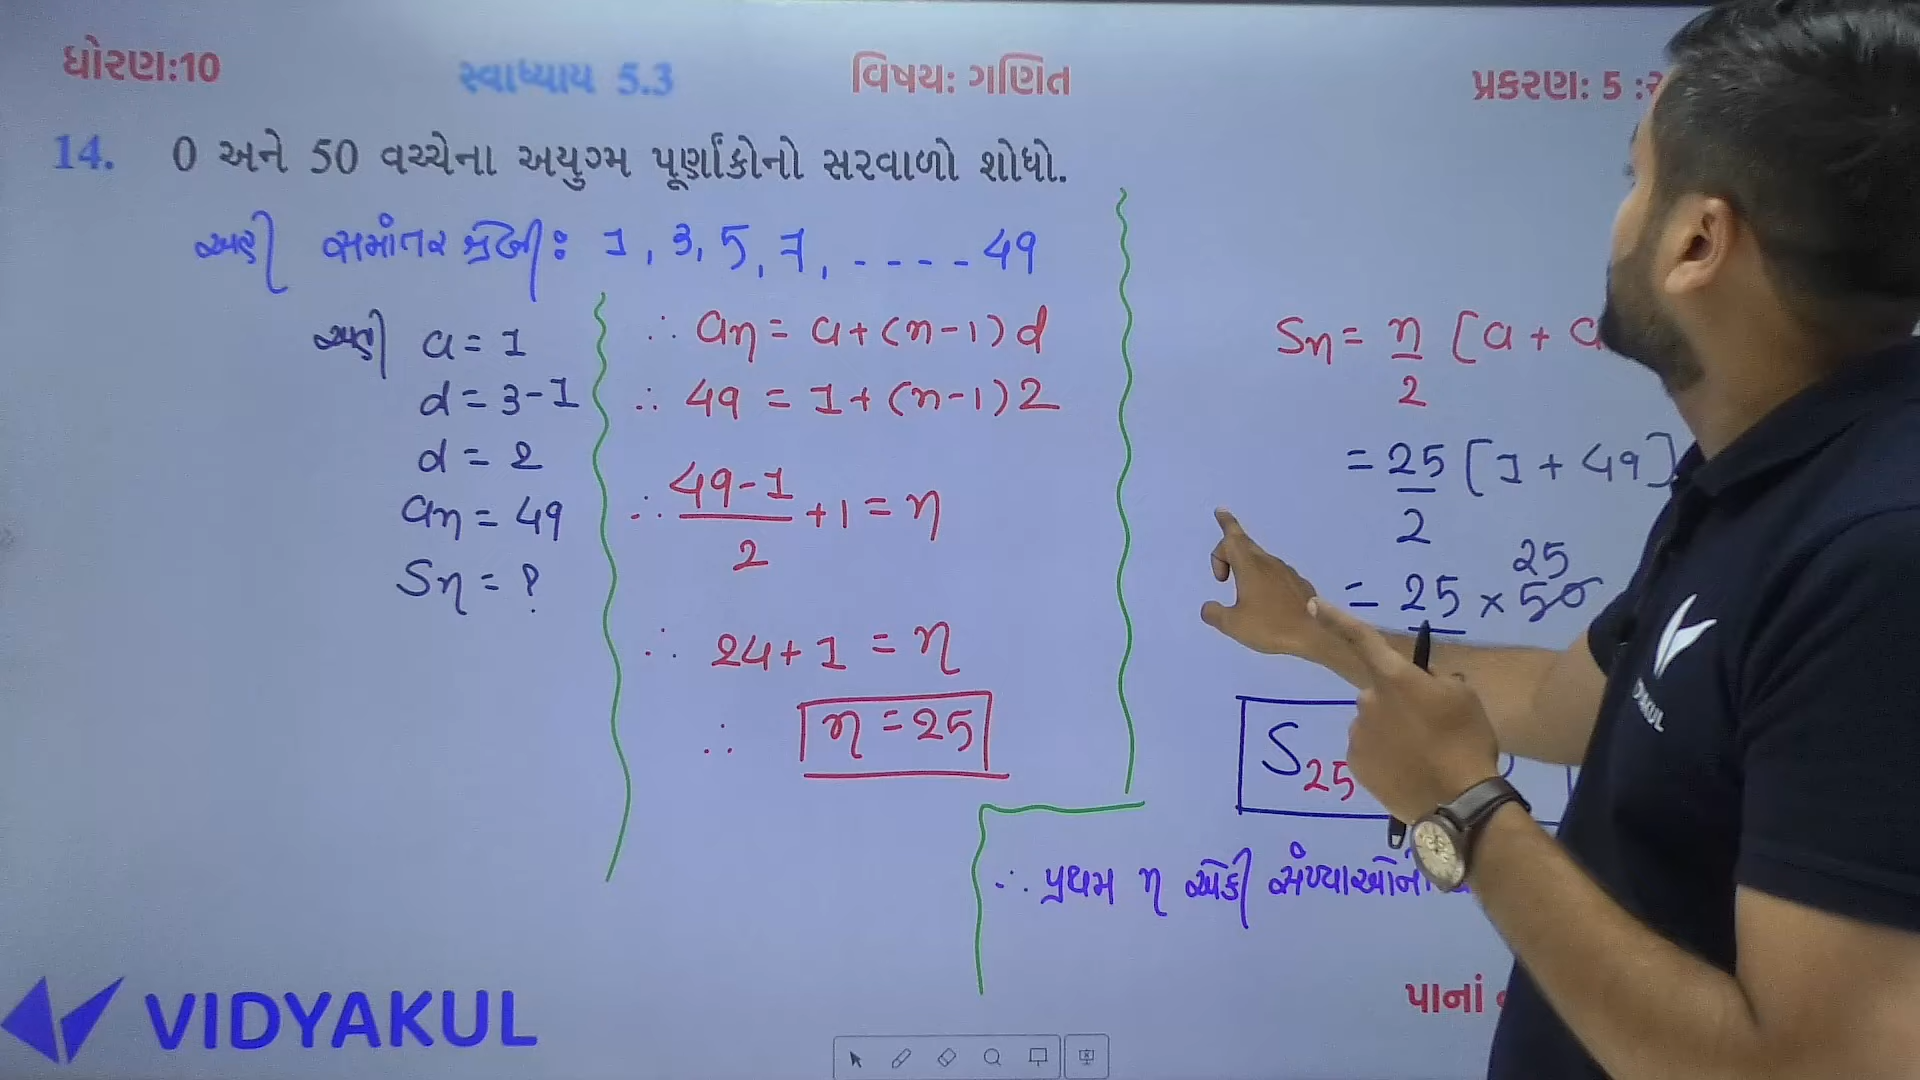 ધોરણ:10 સ્વાધ્યાય 5.3 વિષય: ગણિત પ્રકરણ: 5 :
14. 0 અને 50 વચ્ચેના અયુગ્મ પૂર્ણાંકોનો સરવાળો શોધો.
અહીં સમાંતર શ્રેણી: 1, 3, 5, 7, ---- 49
અહીં a = 1
d = 3-1
d = 2
an = 49
Sn = ?
∴ an = a + (n-1) d
∴ 49 = 1 + (n-1) 2
∴ 49-1/2 + 1 = n
∴ 24 + 1 = n
∴ n = 25
Sn = n/2 [a +
= 25/2 [1 + 49]
= 25 × 50 25
S25
∴ પ્રથમ n એકી સંખ્યાઓનો
પાનાં
VIDYAKUL